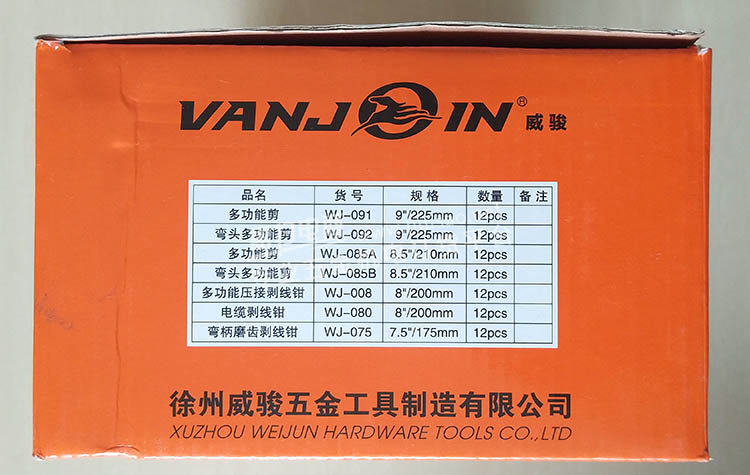 VANJOIN® 威骏
品名 货号 规格 数量 备注
多功能剪 WJ-091 9"/225mm 12pcs
弯头多功能剪 WJ-092 9"/225mm 12pcs
多功能剪 WJ-085A 8.5"/210mm 12pcs
弯头多功能剪 WJ-085B 8.5"/210mm 12pcs
多功能压接剥线钳 WJ-008 8"/200mm 12pcs
电缆剥线钳 WJ-080 8"/200mm 12pcs
弯柄磨齿剥线钳 WJ-075 7.5"/175mm 12pcs
徐州威骏五金工具制造有限公司
XUZHOU WEIJUN HARDWARE TOOLS CO.,LTD